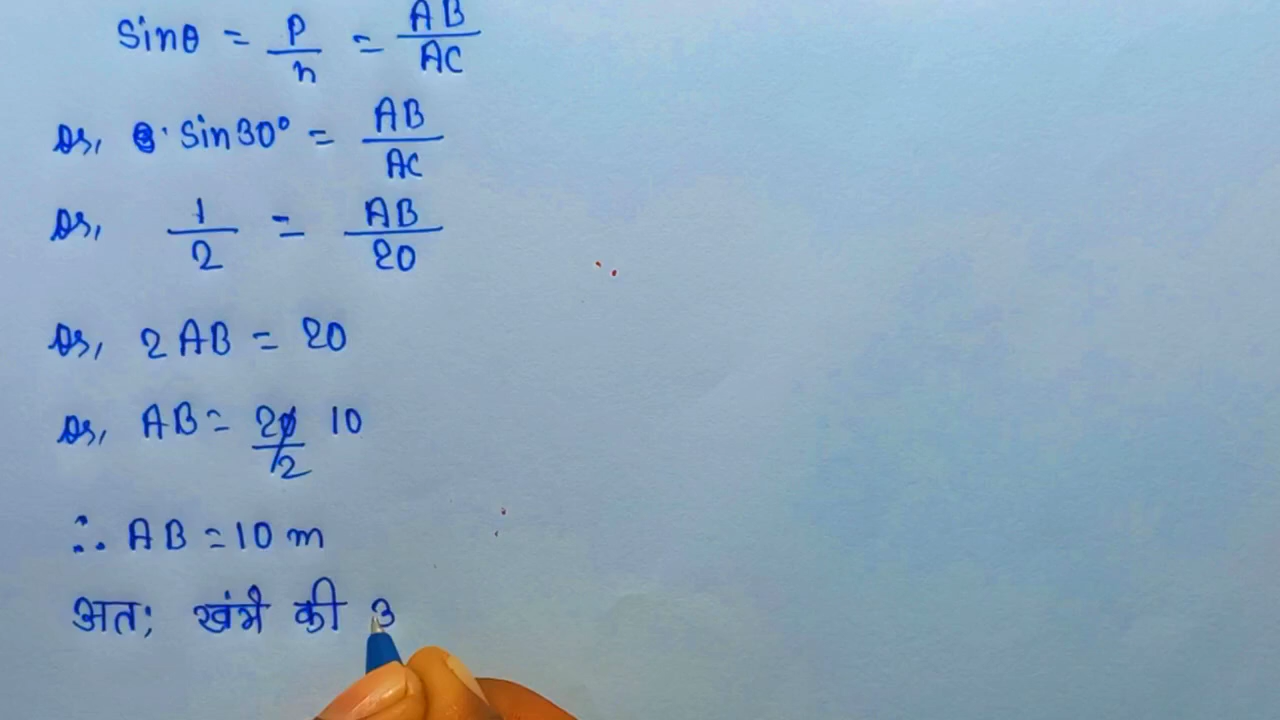 Sinθ = P/h = AB/AC
Or, Sin30° = AB/AC
Or, 1/2 = AB/20
Or, 2AB = 20
Or, AB = 20/2 10
∴ AB = 10 m
अतः खंभे की